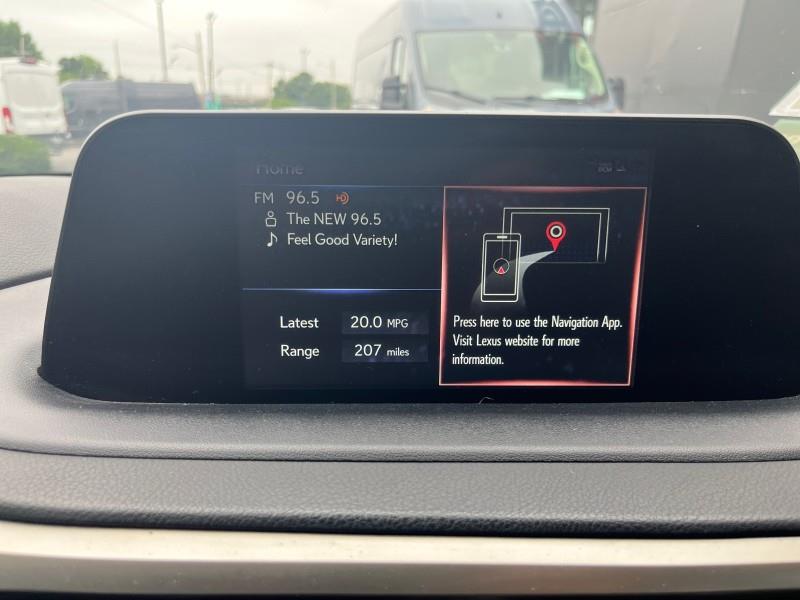 Home
FM 96.5
The NEW 96.5
Feel Good Variety!
Latest 20.0 MPG
Range 207 miles
Press here to use the Navigation App.
Visit Lexus website for more
information.